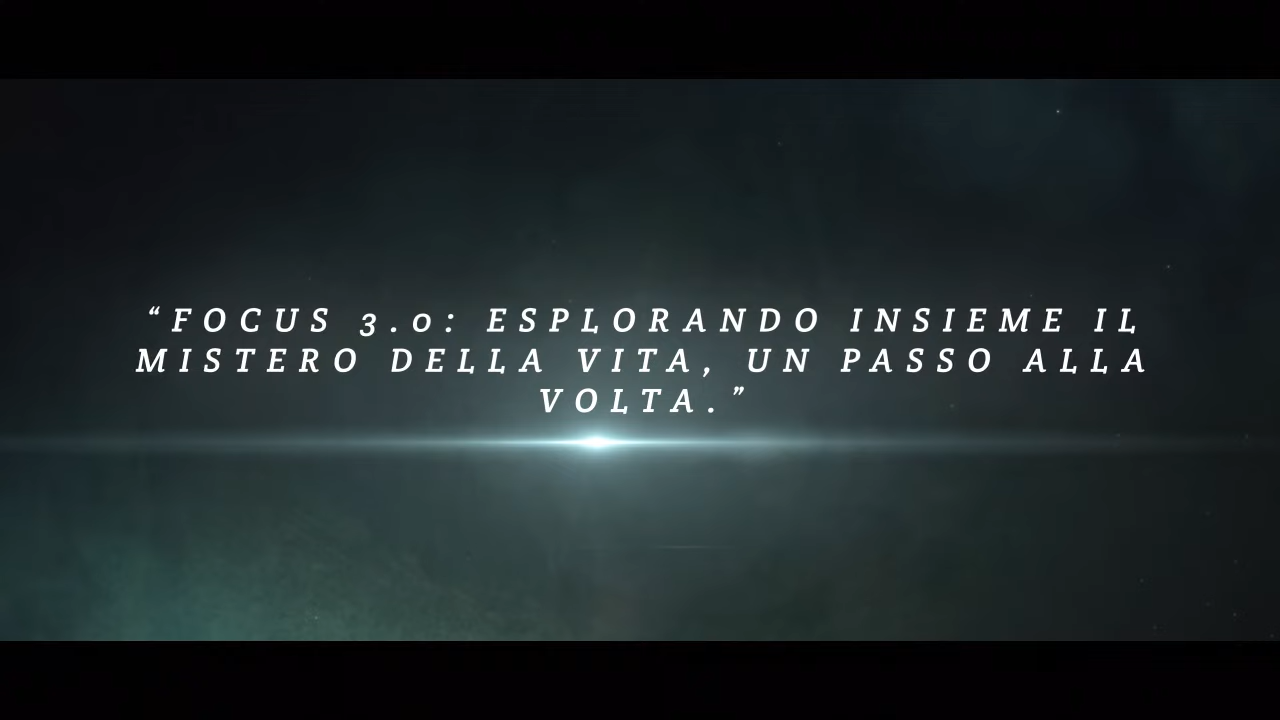 “FOCUS 3.0: ESPLORANDO INSIEME IL
MISTERO DELLA VITA, UN PASSO ALLA
VOLTA.”